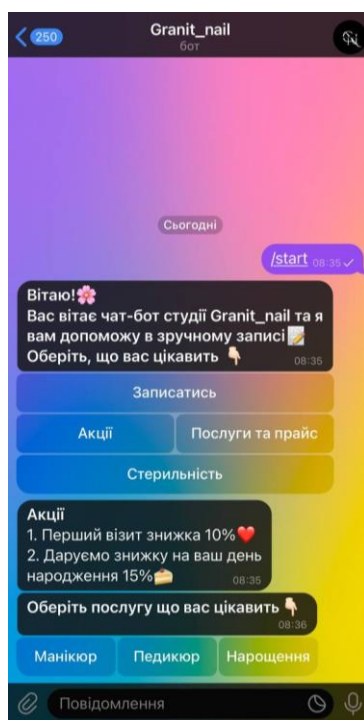 250
Granit_nail
бот
Сьогодні
/start 08:35
Вітаю!🌸
Вас вітає чат-бот студії Granit_nail та я
вам допоможу в зручному записі📝
Оберіть, що вас цікавить 👇🏻 08:35
Записатись
Акції Послуги та прайс
Стерильність
Акції
1. Перший візит знижка 10%❤️
2. Даруємо знижку на ваш день
народження 15%🍰 08:35
Оберіть послугу що вас цікавить 👇🏻
08:36
Манікюр Педикюр Нарощення
Повідомлення